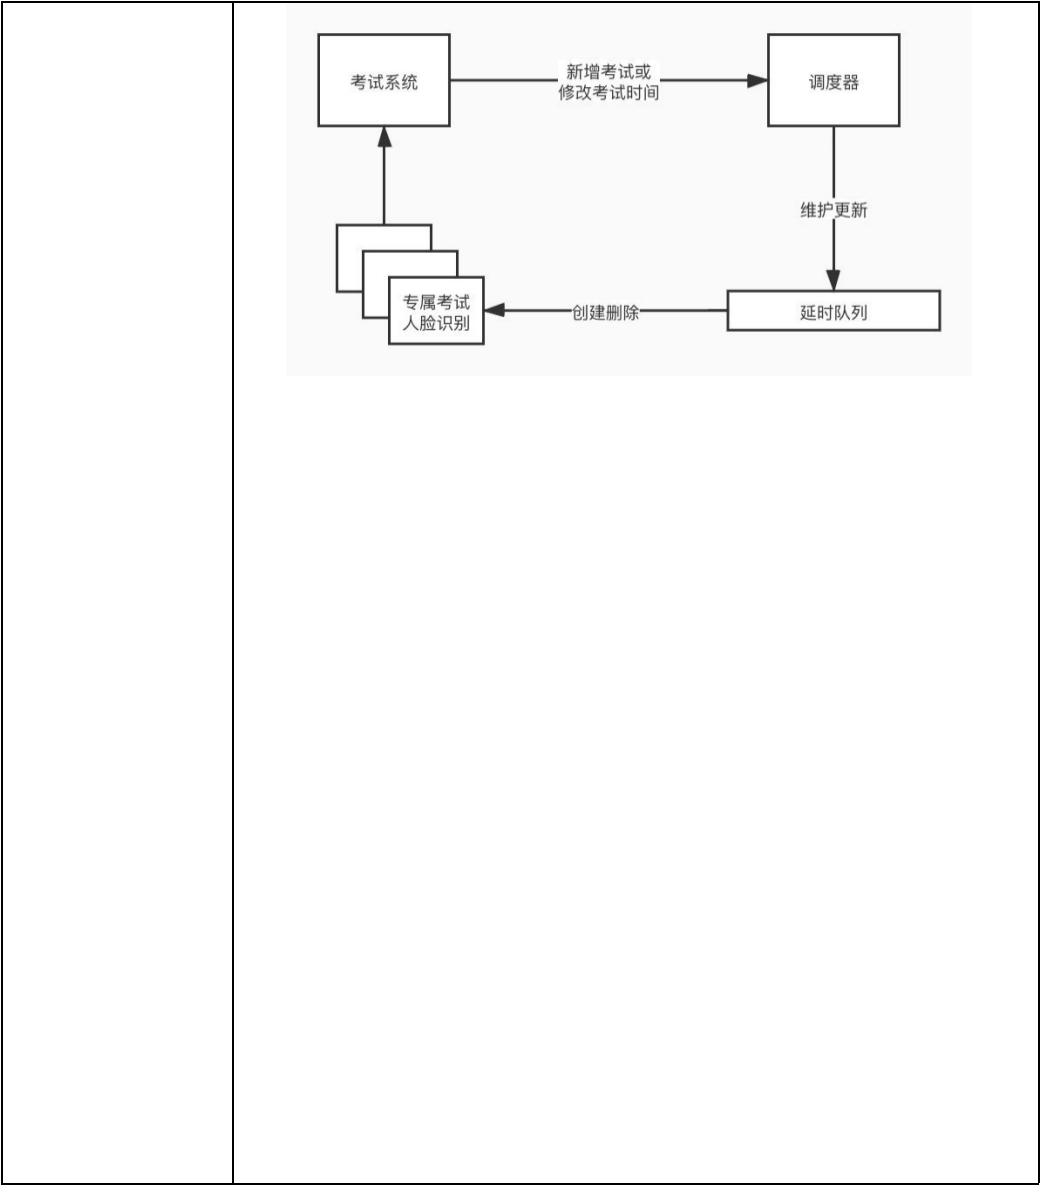 考试系统
新增考试或
修改考试时间
调度器
维护更新
专属考试
人脸识别
创建删除
延时队列